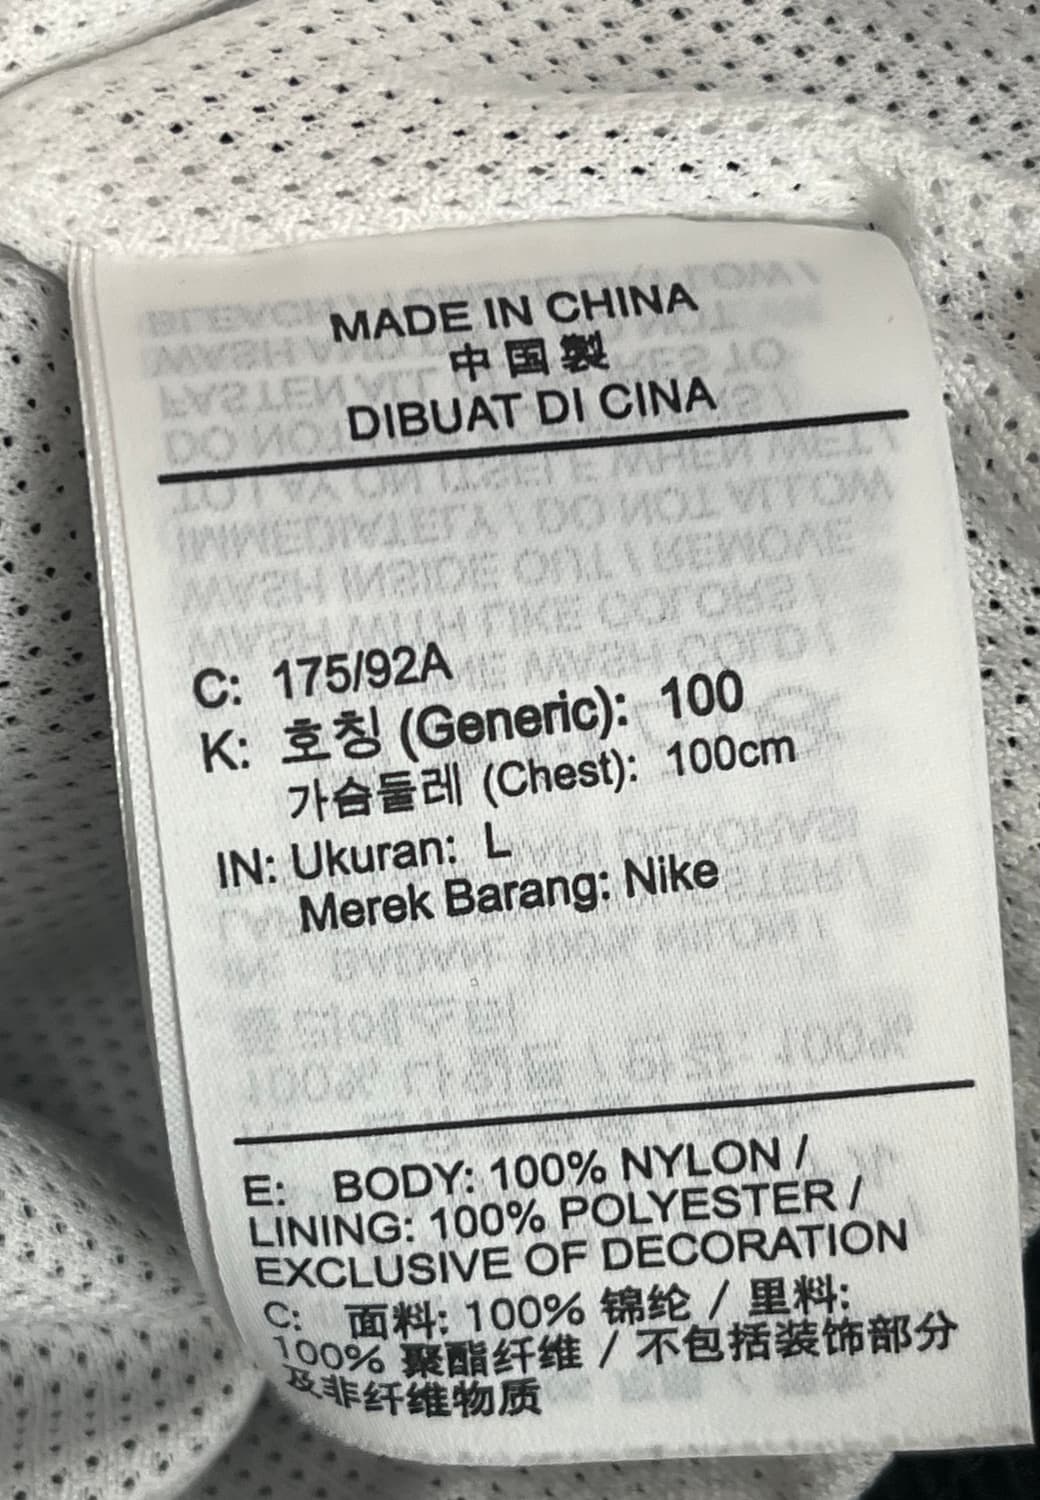 MADE IN CHINA
中国製
DIBUAT DI CINA
C: 175/92A
K: 호칭 (Generic): 100
가슴둘레 (Chest): 100cm
IN: Ukuran: L
Merek Barang: Nike
E: BODY: 100% NYLON /
LINING: 100% POLYESTER /
EXCLUSIVE OF DECORATION
C: 面料: 100% 锦纶 / 里料:
100% 聚酯纤维 / 不包括装饰部分
及非纤维物质